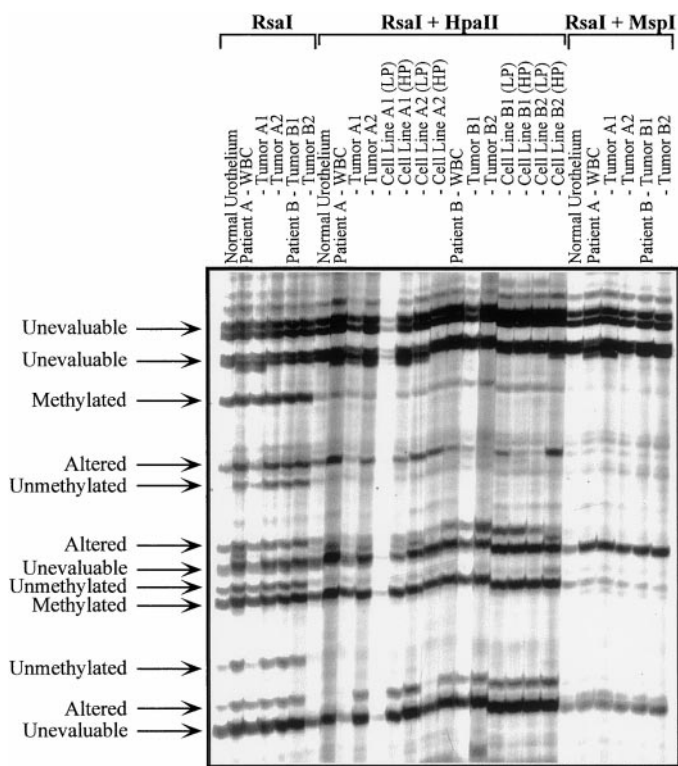 RsaI
RsaI + HpaII
RsaI + MspI
Normal Urothelium
Patient A - WBC
- Tumor A1
- Tumor A2
Patient B - Tumor B1
- Tumor B2
Normal Urothelium
Patient A - WBC
- Tumor A1
- Tumor A2
- Cell Line A1 (LP)
- Cell Line A1 (HP)
- Cell Line A2 (LP)
- Cell Line A2 (HP)
Patient B - WBC
- Tumor B1
- Tumor B2
- Cell Line B1 (LP)
- Cell Line B1 (HP)
- Cell Line B2 (LP)
- Cell Line B2 (HP)
Normal Urothelium
Patient A - WBC
- Tumor A1
- Tumor A2
Patient B - Tumor B1
- Tumor B2
Unevaluable
Unevaluable
Methylated
Altered
Unmethylated
Altered
Unevaluable
Unmethylated
Methylated
Unmethylated
Altered
Unevaluable